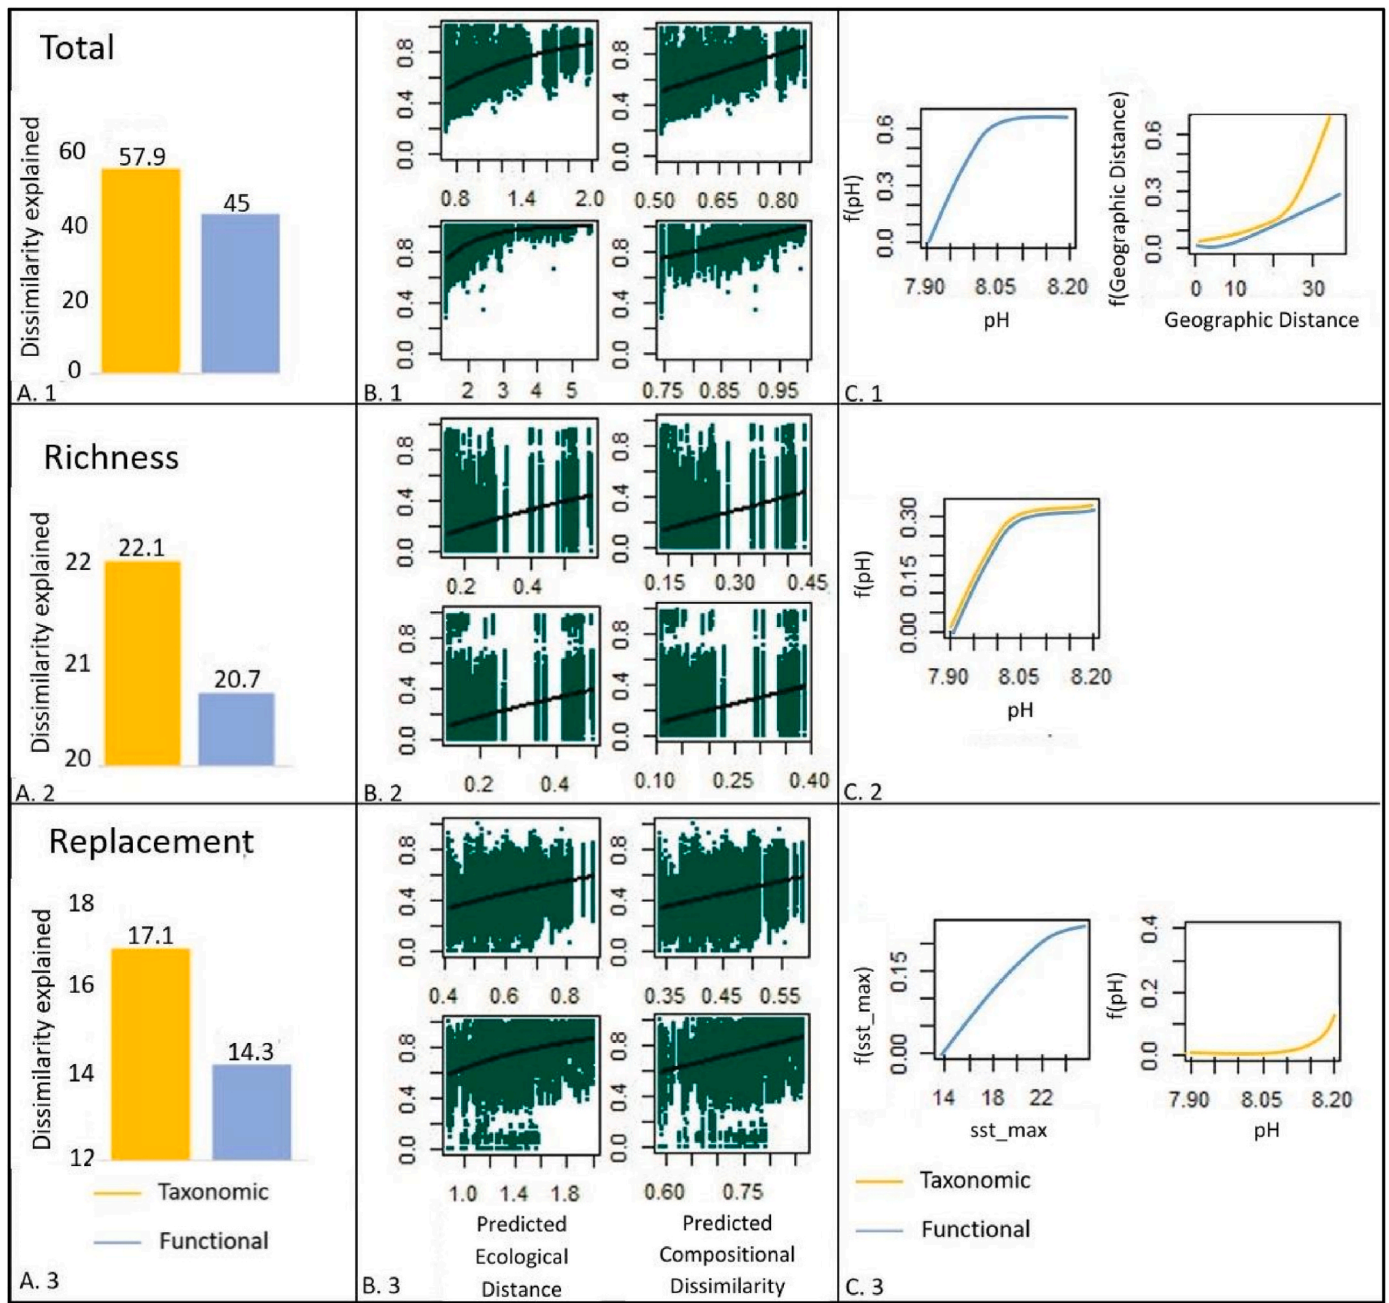 Total
Dissimilarity explained
60
40
20
0
57.9
45
A. 1
0.8
0.4
0.0
0.8 1.4 2.0
0.8
0.4
0.0
0.50 0.65 0.80
0.8
0.4
0.0
2 3 4 5
0.8
0.4
0.0
0.75 0.85 0.95
B. 1
f(pH)
0.6
0.3
0.0
7.90 8.05 8.20
pH
f(Geographic Distance)
0.6
0.3
0.0
0 10 30
Geographic Distance
C. 1
Richness
Dissimilarity explained
22
21
20
22.1
20.7
A. 2
0.8
0.4
0.0
0.2 0.4
0.8
0.4
0.0
0.15 0.30 0.45
0.8
0.4
0.0
0.2 0.4
0.8
0.4
0.0
0.10 0.25 0.40
B. 2
f(pH)
0.30
0.15
0.00
7.90 8.05 8.20
pH
C. 2
Replacement
Dissimilarity explained
18
16
14
12
17.1
14.3
Taxonomic
Functional
A. 3
0.8
0.4
0.0
0.4 0.6 0.8
0.8
0.4
0.0
0.35 0.45 0.55
0.8
0.4
0.0
1.0 1.4 1.8
0.8
0.4
0.0
0.60 0.75
Predicted
Ecological
Distance
Predicted
Compositional
Dissimilarity
B. 3
f(sst_max)
0.15
0.00
14 18 22
sst_max
f(pH)
0.4
0.2
0.0
7.90 8.05 8.20
pH
Taxonomic
Functional
C. 3